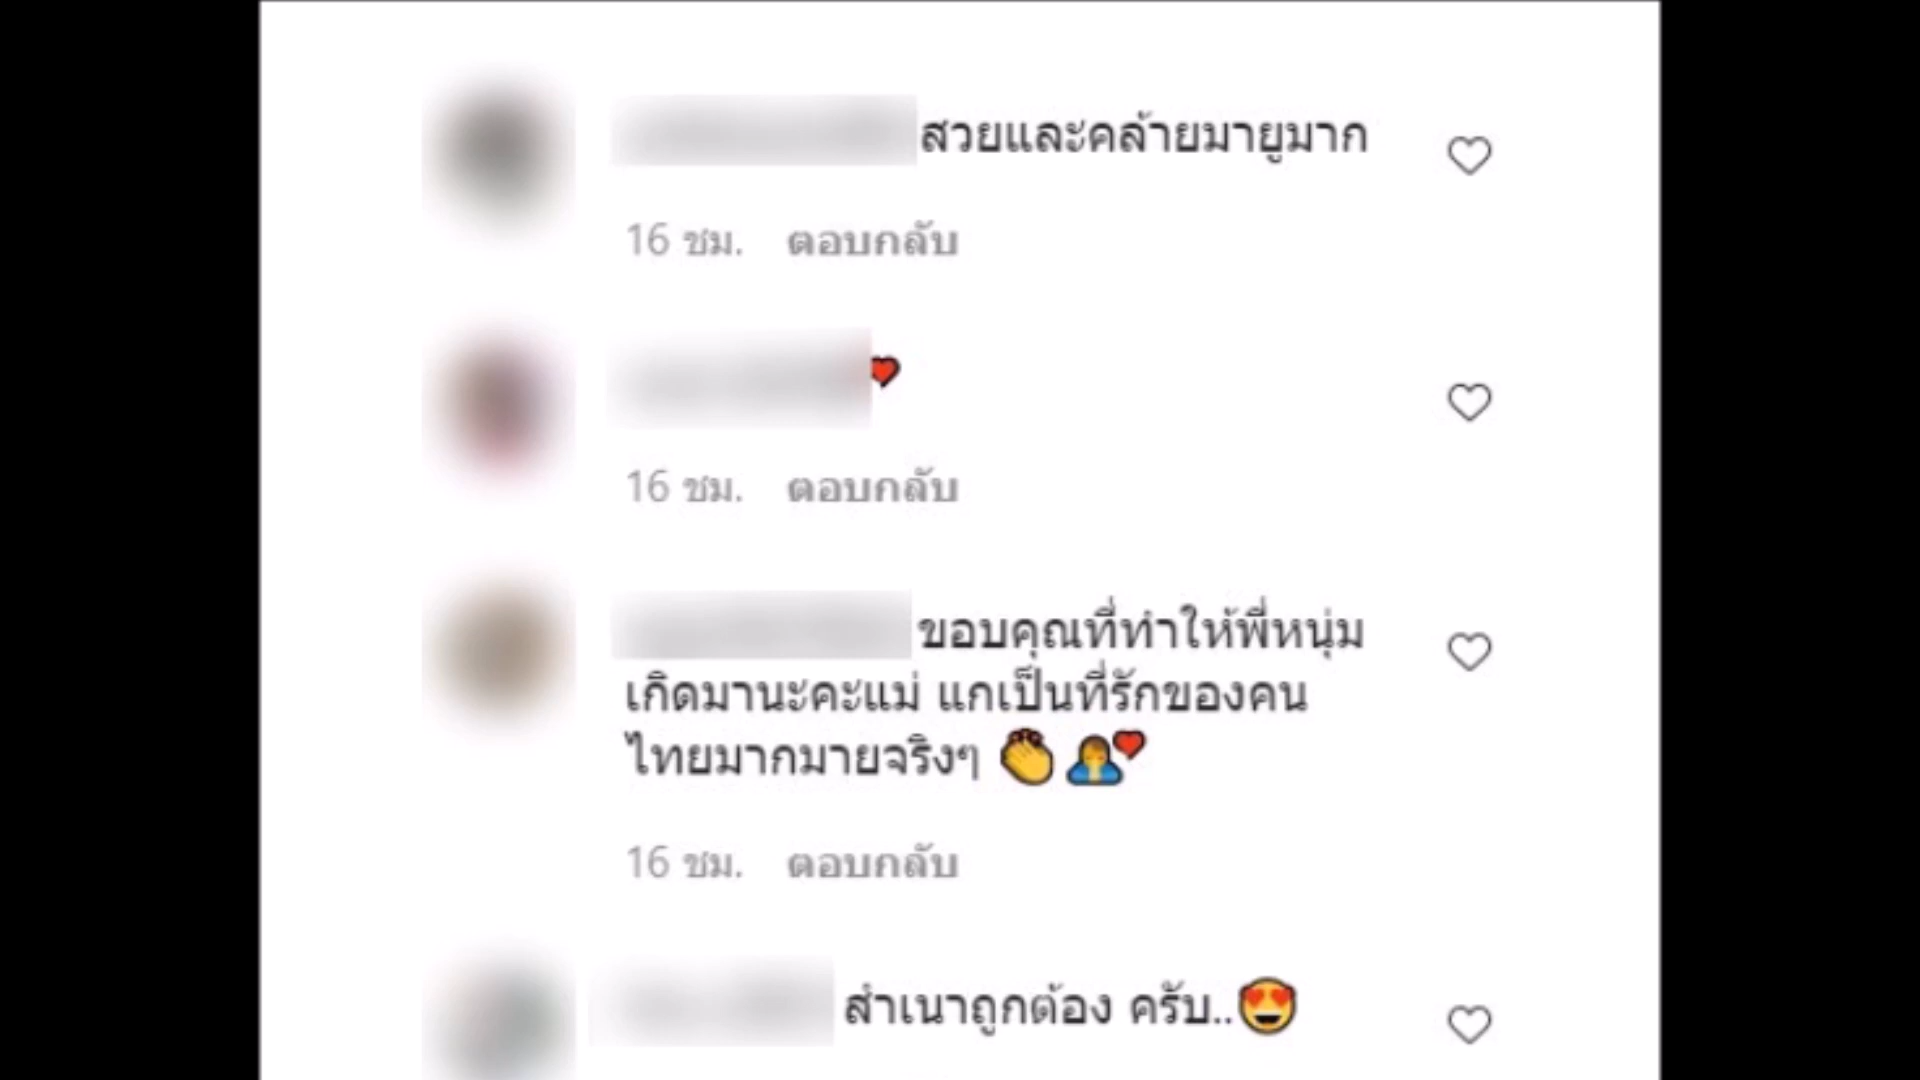 สวยและคล้ายมายูมาก
16 ชม. ตอบกลับ
❤
16 ชม. ตอบกลับ
ขอบคุณที่ทำให้พี่หนุ่ม
เกิดมานะคะแม่ แกเป็นที่รักของคน
ไทยมากมายจริงๆ 👏🤦‍♂️❤
16 ชม. ตอบกลับ
สำเนาถูกต้อง ครับ..😍